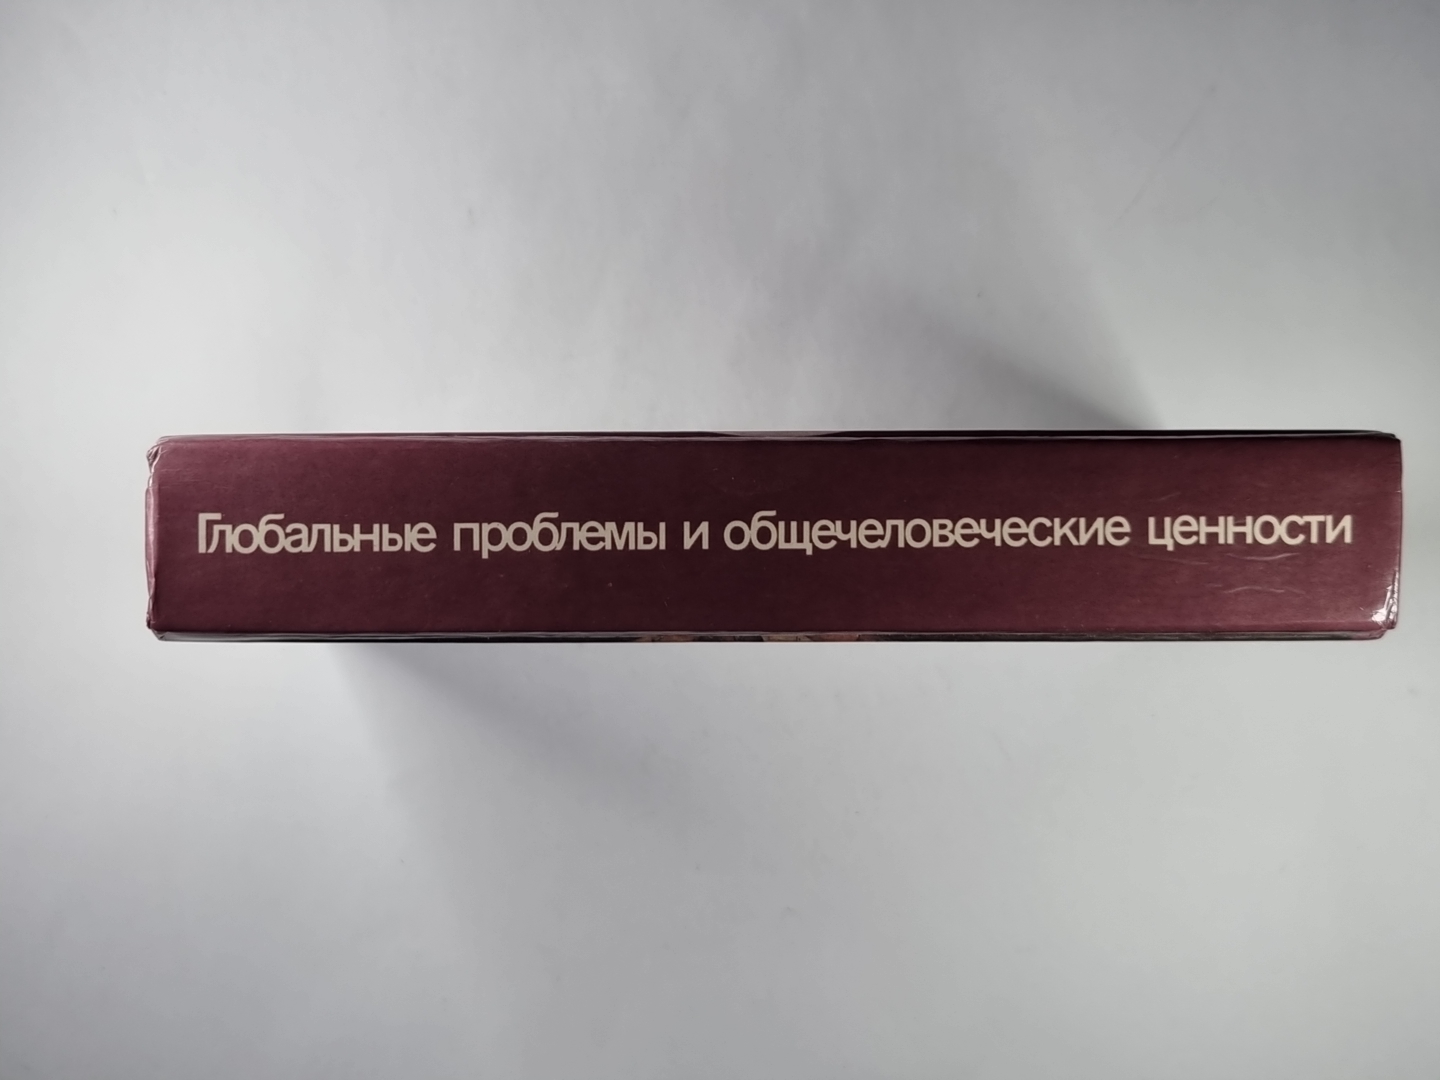 Глобальные проблемы и общечеловеческие ценности